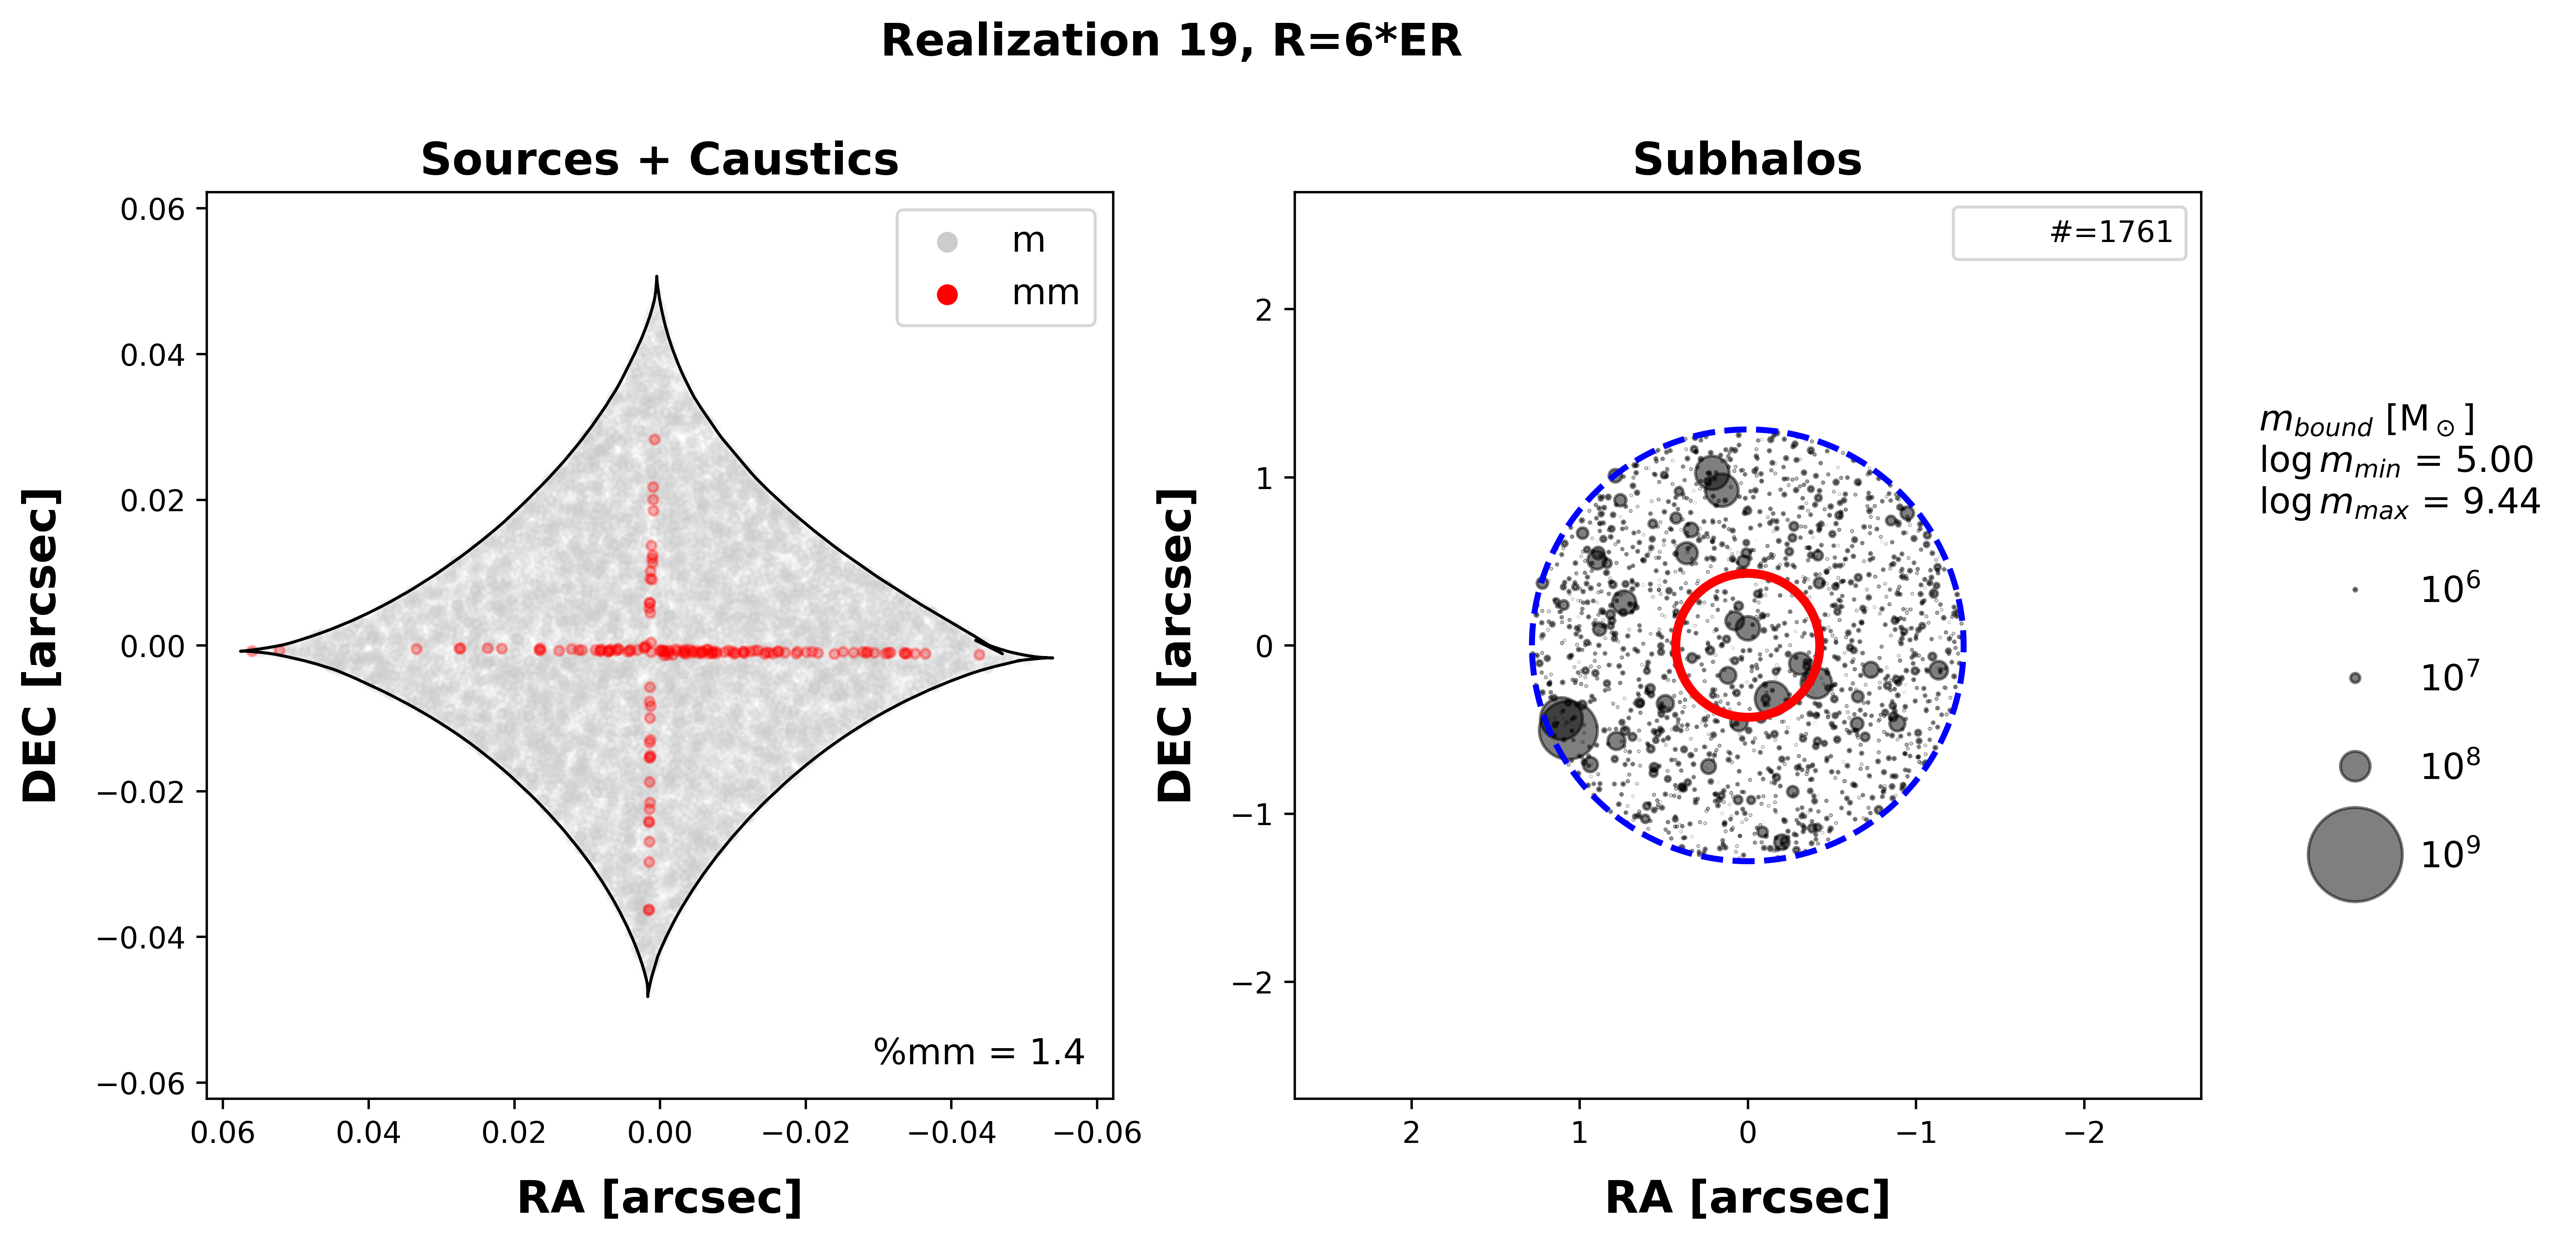 Realization 19, R=6*ER
Sources + Caustics
m
mm
0.06
0.04
0.02
0.00
−0.02
−0.04
−0.06
DEC [arcsec]
%mm = 1.4
0.06
0.04
0.02
0.00
−0.02
−0.04
−0.06
RA [arcsec]
Subhalos
#=1761
2
1
0
−1
−2
DEC [arcsec]
2
1
0
−1
−2
RA [arcsec]
m_bound [M_⊙]
log m_min = 5.00
log m_max = 9.44
10^6
10^7
10^8
10^9